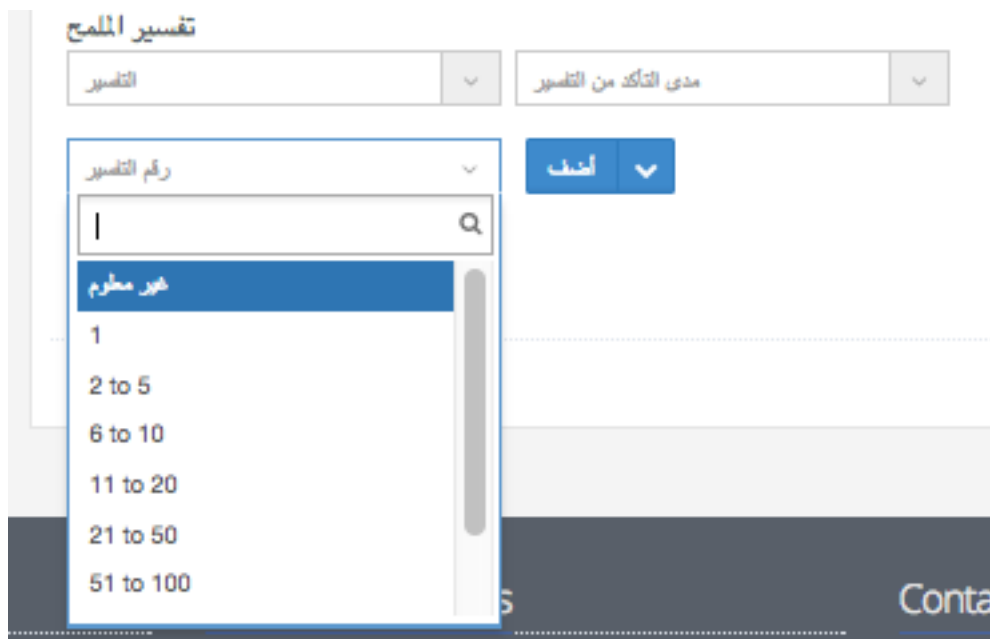 تفسير الملمح
التفسير
مدى التأكد من التفسير
رقم التفسير
أضف
غير معلوم
1
2 to 5
6 to 10
11 to 20
21 to 50
51 to 100
s
Conta